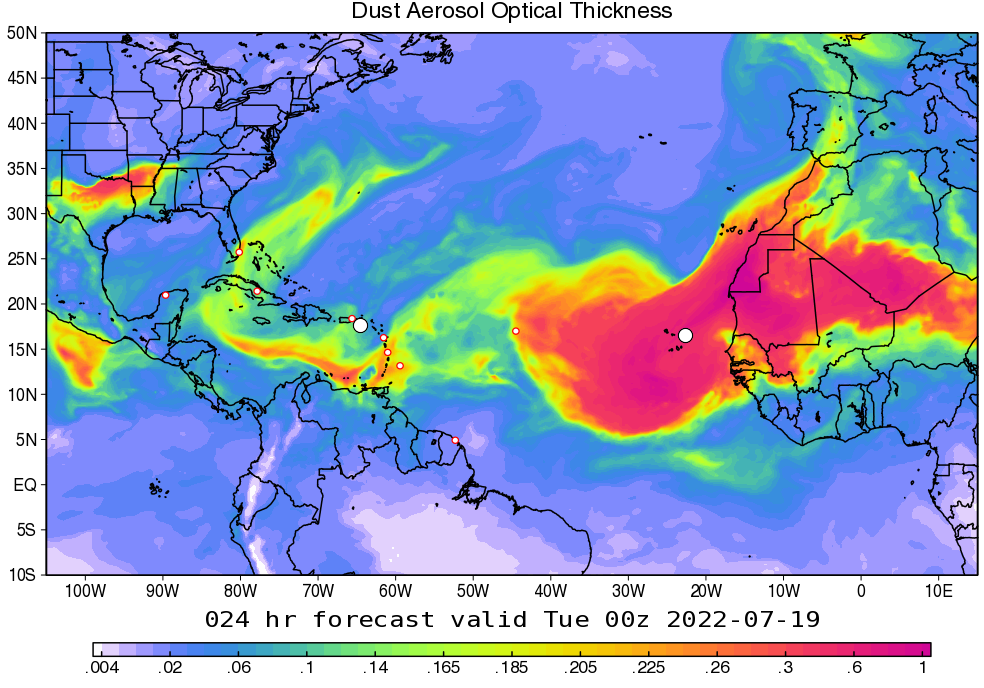 Dust Aerosol Optical Thickness
50N
45N
40N
35N
30N
25N
20N
15N
10N
5N
EQ
5S
10S
100W 90W 80W 70W 60W 50W 40W 30W 20W 10W 0 10E
024 hr forecast valid Tue 00z 2022-07-19
.004 .02 .06 .1 .14 .165 .185 .205 .225 .26 .3 .6 1